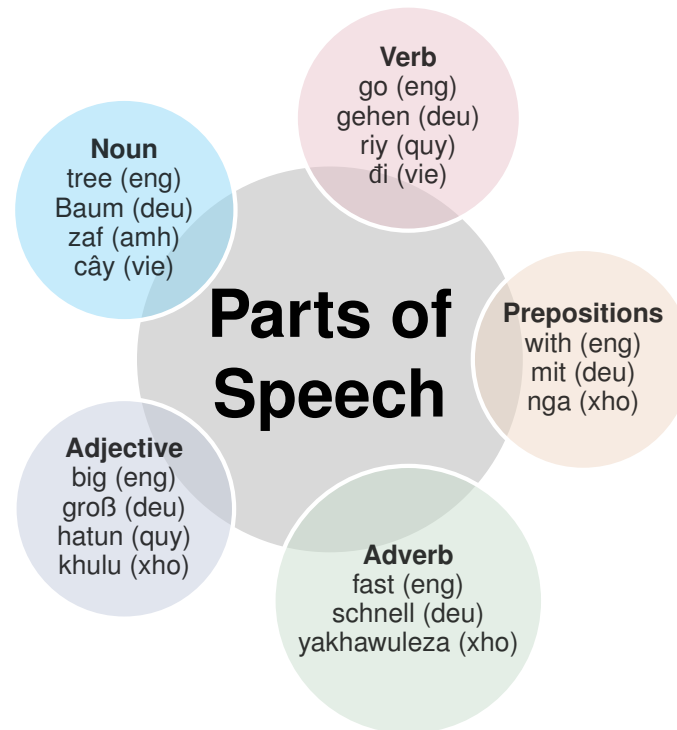 Verb
go (eng)
gehen (deu)
riy (quy)
đi (vie)
Noun
tree (eng)
Baum (deu)
zaf (amh)
cây (vie)
Parts of
Speech
Prepositions
with (eng)
mit (deu)
nga (xho)
Adjective
big (eng)
groß (deu)
hatun (quy)
khulu (xho)
Adverb
fast (eng)
schnell (deu)
yakhawuleza (xho)